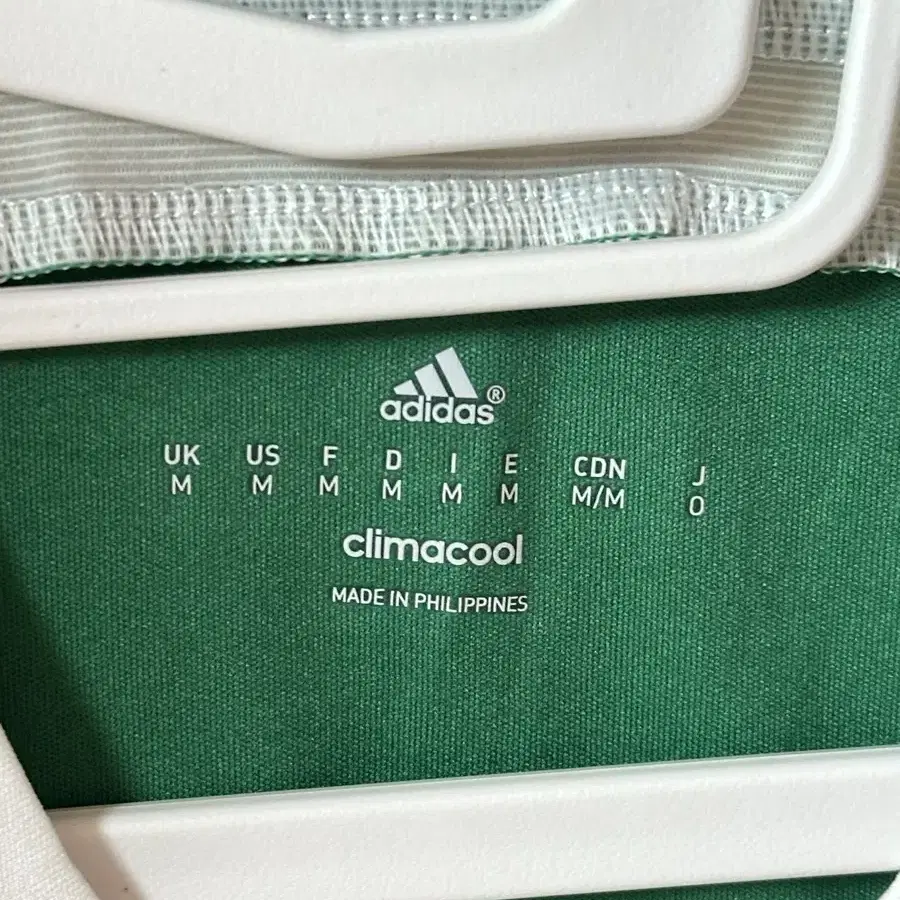 adidas®
UK US F D I E CDN J
M M M M M M M/M O
climacool
MADE IN PHILIPPINES